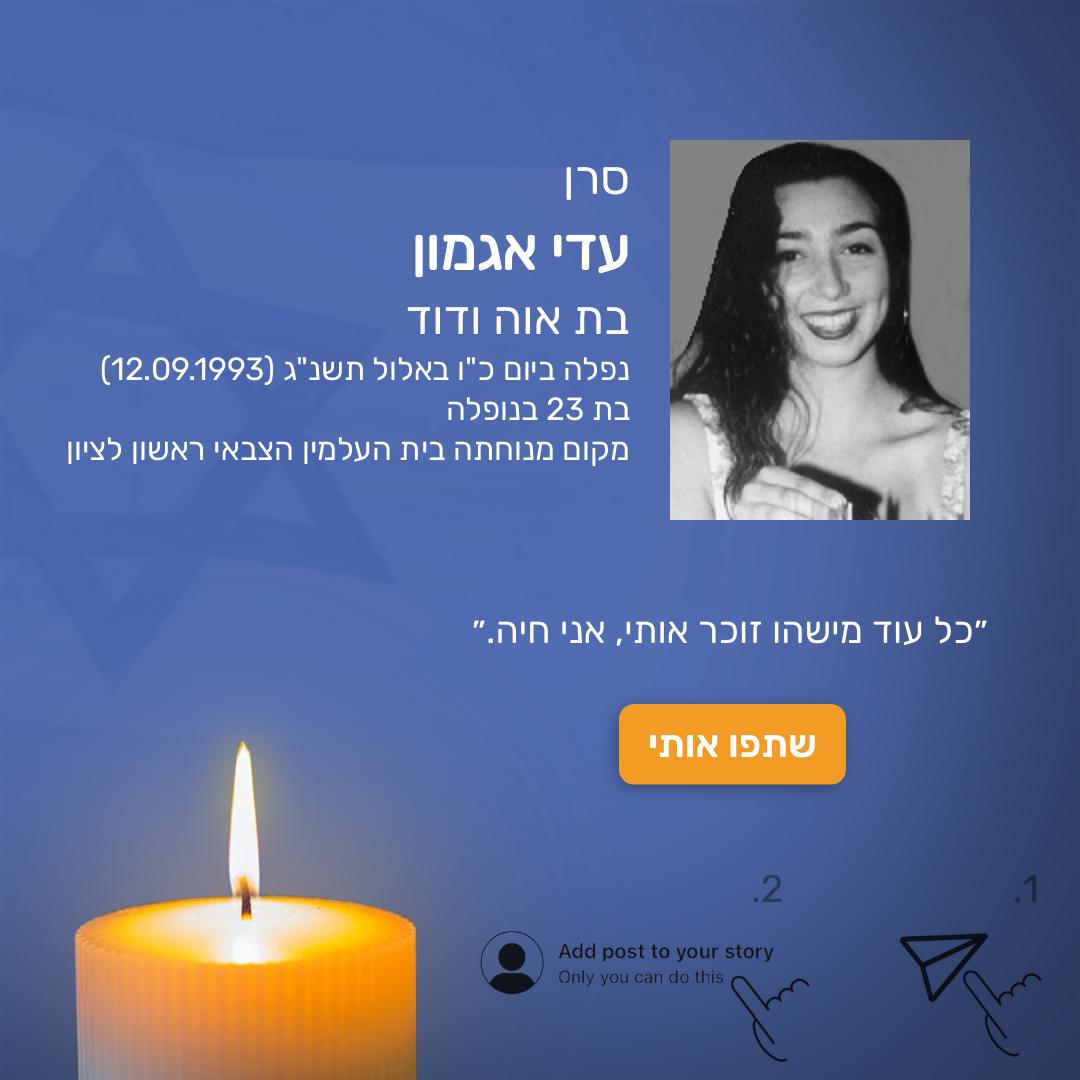 סרן
עדי אגמון
בת אוה ודוד
נפלה ביום כ"ו באלול תשנ"ג (12.09.1993)
בת 23 בנופלה
מקום מנוחתה בית העלמין הצבאי ראשון לציון
״כל עוד מישהו זוכר אותי, אני חיה.״
שתפו אותי
.1
.2
Add post to your story
Only you can do this